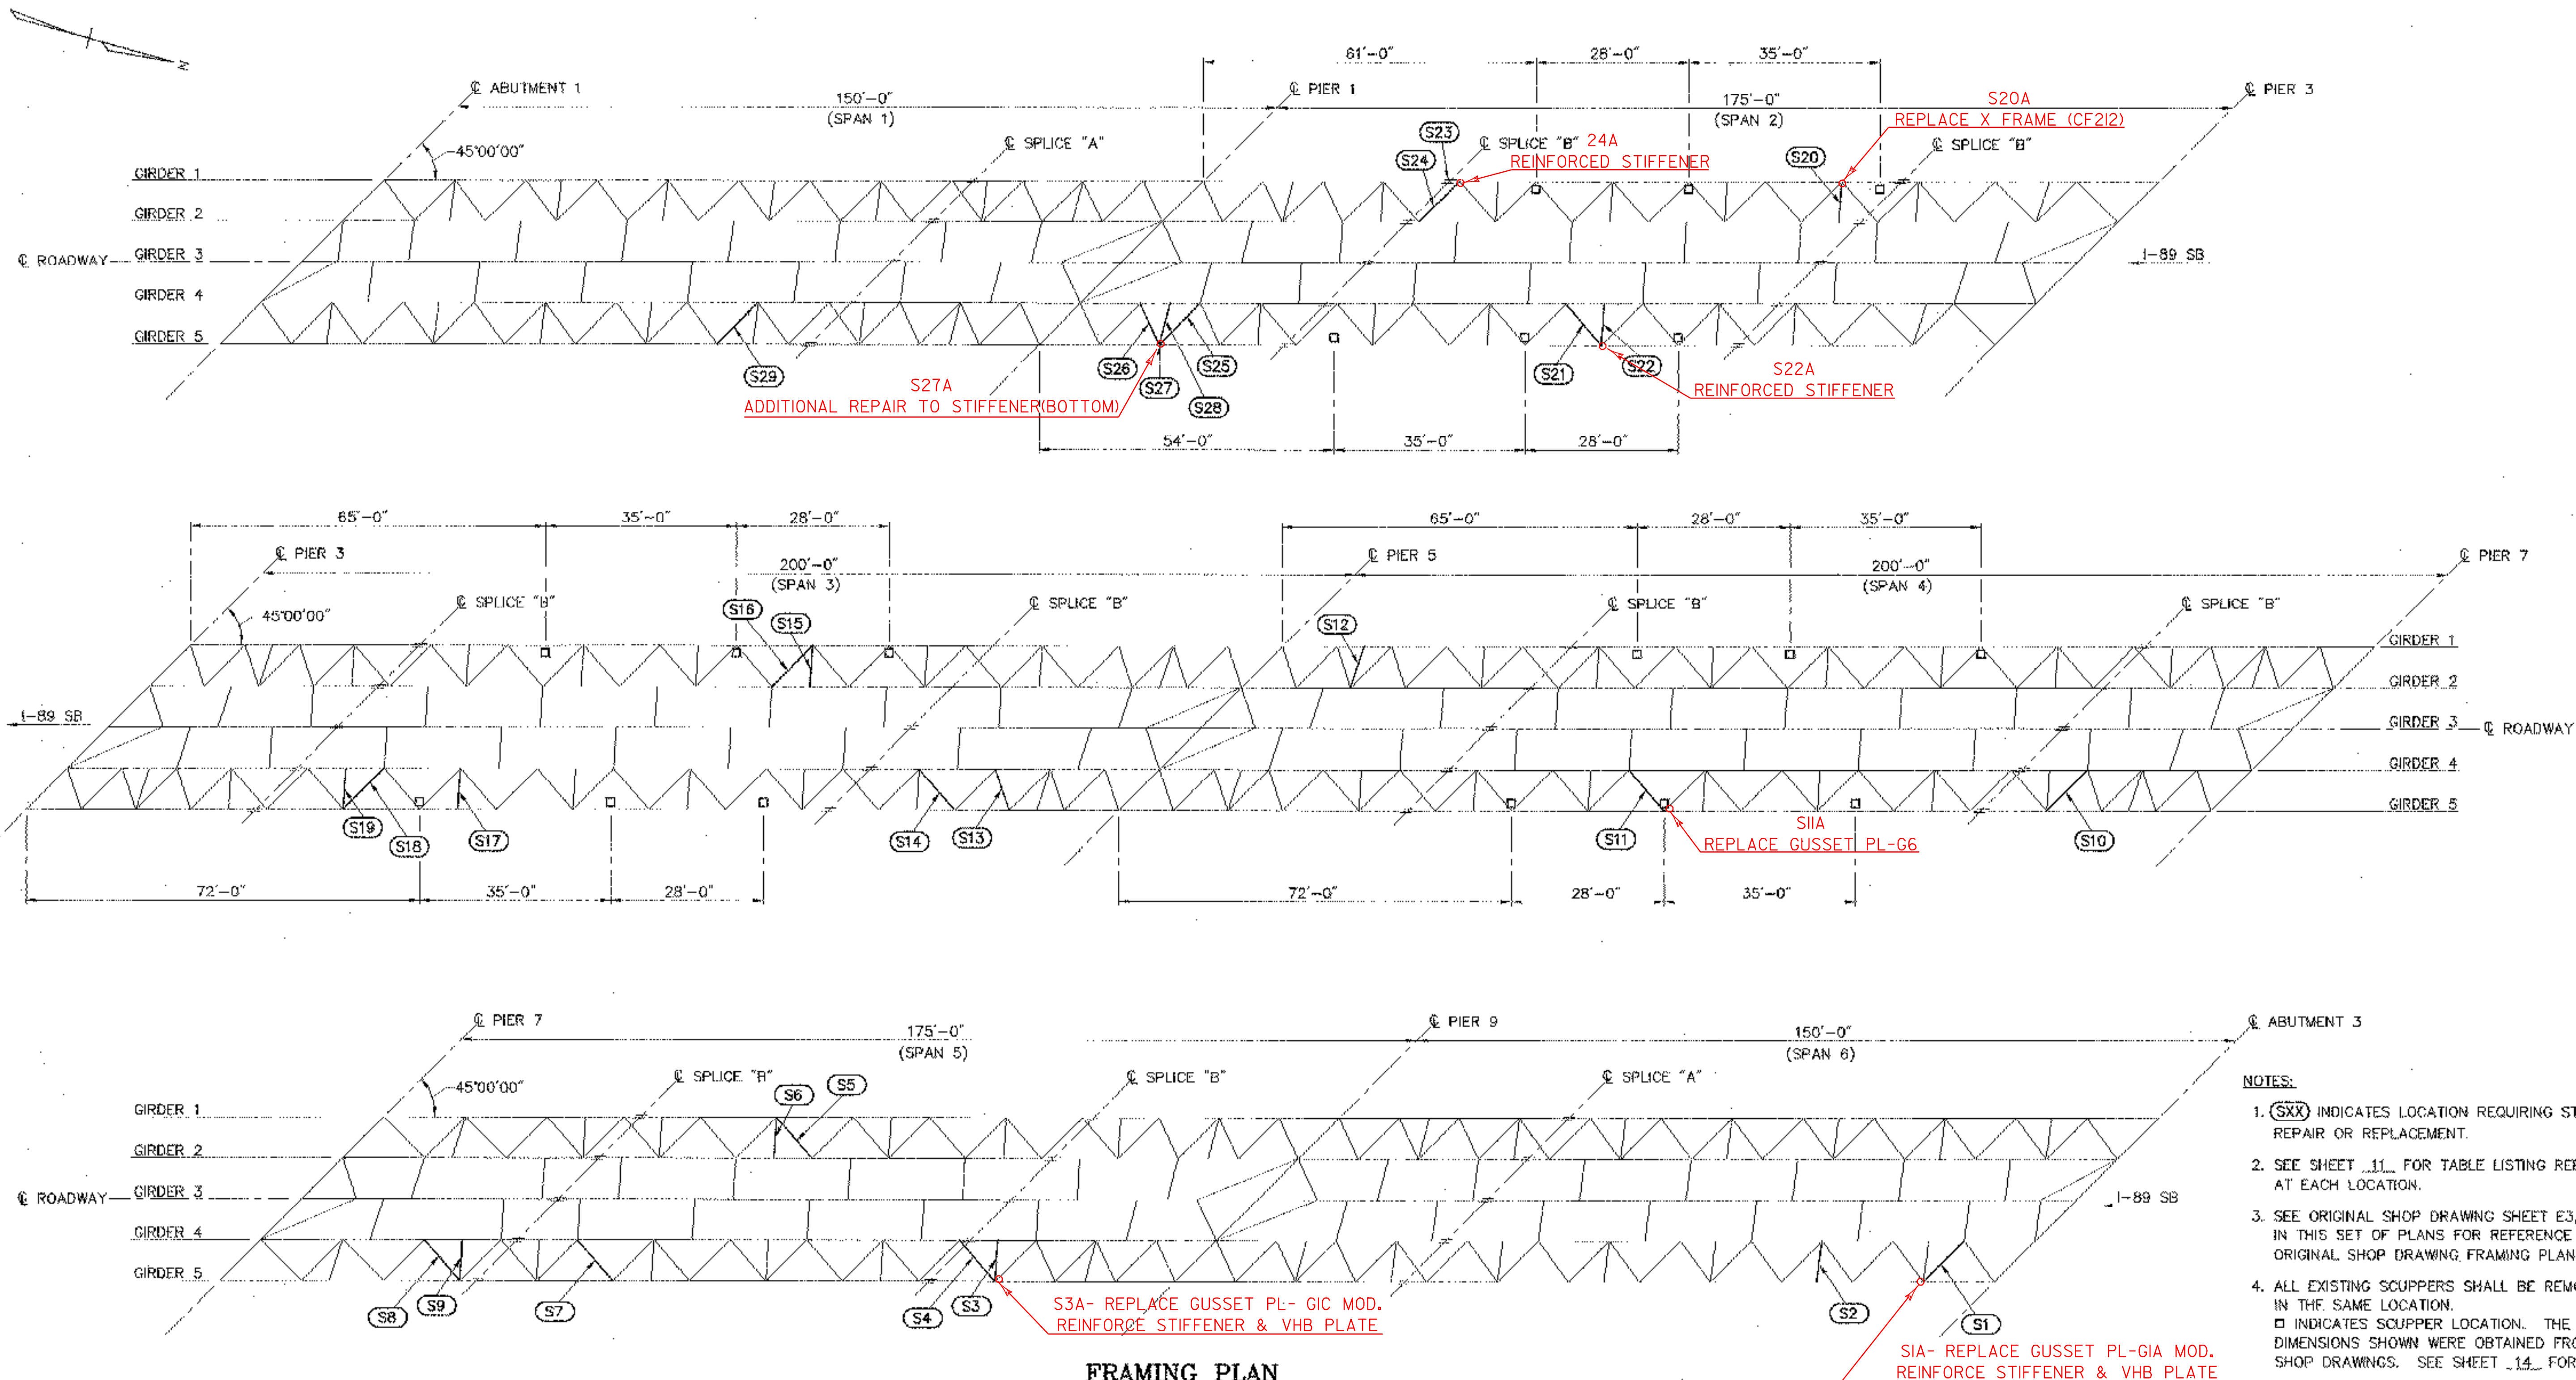 N
61'-0"
28'-0"
35'-0"
℄ ABUTMENT 1
150'-0"
(SPAN 1)
℄ PIER 1
175'-0"
(SPAN 2)
S20A
REPLACE X FRAME (CF212)
℄ PIER 3
45°00'00"
℄ SPLICE "A"
S23
S24
℄ SPLICE "B"
24A
REINFORCED STIFFENER
S20
℄ SPLICE "B"
GIRDER 1
GIRDER 2
℄ ROADWAY
GIRDER 3
I-89 SB
GIRDER 4
GIRDER 5
S29
S26
S25
S27
S28
S27A
ADDITIONAL REPAIR TO STIFFENER(BOTTOM)
S21
S22
S22A
REINFORCED STIFFENER
54'-0"
35'-0"
28'-0"
65'-0"
35'-0"
28'-0"
65'-0"
28'-0"
35'-0"
℄ PIER 3
200'-0"
(SPAN 3)
℄ PIER 5
200'-0"
(SPAN 4)
℄ PIER 7
45°00'00"
℄ SPLICE "B"
S16
S15
℄ SPLICE "B"
S12
℄ SPLICE "B"
℄ SPLICE "B"
GIRDER 1
GIRDER 2
I-89 SB
GIRDER 3
℄ ROADWAY
GIRDER 4
GIRDER 5
S19
S18
S17
S14
S13
S11
S11A
REPLACE GUSSET PL-G6
S10
72'-0"
35'-0"
28'-0"
72'-0"
28'-0"
35'-0"
℄ PIER 7
175'-0"
(SPAN 5)
℄ PIER 9
150'-0"
(SPAN 6)
℄ ABUTMENT 3
45°00'00"
℄ SPLICE "B"
S6
S5
℄ SPLICE "B"
℄ SPLICE "A"
GIRDER 1
GIRDER 2
℄ ROADWAY
GIRDER 3
I-89 SB
GIRDER 4
GIRDER 5
S8
S9
S7
S4
S3
S3A- REPLACE GUSSET PL- G1C MOD.
REINFORCE STIFFENER & VHB PLATE
S2
S1
S1A- REPLACE GUSSET PL-G1A MOD.
REINFORCE STIFFENER & VHB PLATE
FRAMING PLAN
NOTES:
1. SXX INDICATES LOCATION REQUIRING
REPAIR OR REPLACEMENT.
2. SEE SHEET 11 FOR TABLE LISTING
AT EACH LOCATION.
3. SEE ORIGINAL SHOP DRAWING SHEET E3,
IN THIS SET OF PLANS FOR REFERENCE
ORIGINAL SHOP DRAWING FRAMING PLAN
4. ALL EXISTING SCUPPERS SHALL BE
IN THE SAME LOCATION.
□ INDICATES SCUPPER LOCATION. THE
DIMENSIONS SHOWN WERE OBTAINED
SHOP DRAWINGS. SEE SHEET 14 FOR